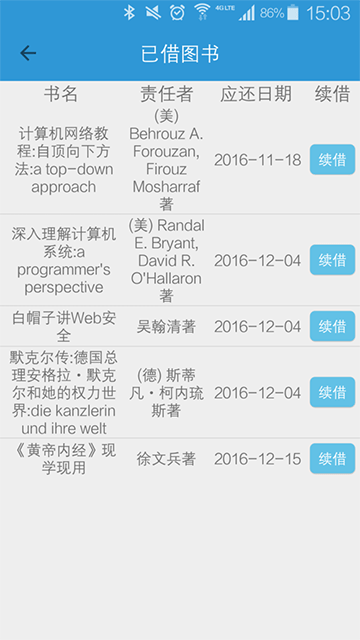 4G LTE 86% 15:03
已借图书
书名 责任者 应还日期 续借
计算机网络教
程:自顶向下方
法:a top-down
approach
(美)
Behrouz A.
Forouzan,
Firouz
Mosharraf
著
2016-11-18
续借
深入理解计算机
系统:a
programmer's
perspective
(美) Randal
E. Bryant,
David R.
O'Hallaron
著
2016-12-04
续借
白帽子讲Web安
全
吴翰清著
2016-12-04
续借
默克尔传:德国总
理安格拉·默克
尔和她的权力世
界:die kanzlerin
und ihre welt
(德) 斯蒂
凡·柯内琉
斯著
2016-12-04
续借
《黄帝内经》现
学现用
徐文兵著
2016-12-15
续借